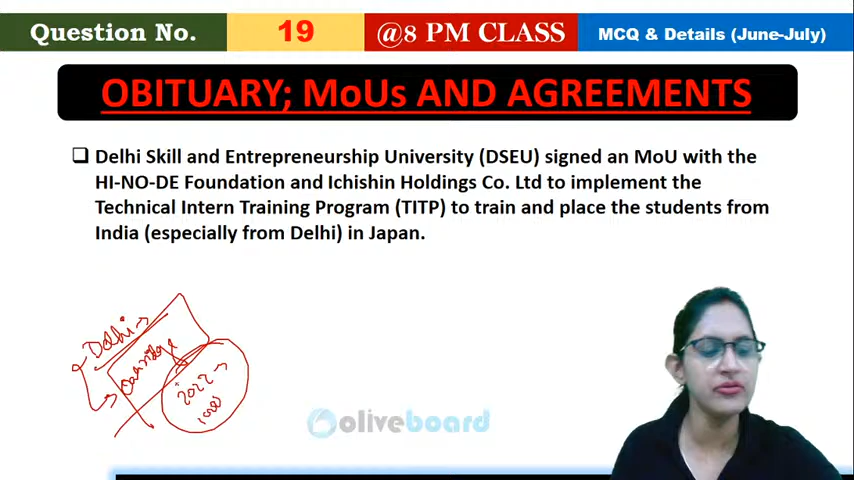 Question No. 19 @8 PM CLASS MCQ & Details (June-July)
OBITUARY; MoUs AND AGREEMENTS
❑ Delhi Skill and Entrepreneurship University (DSEU) signed an MoU with the
HI-NO-DE Foundation and Ichishin Holdings Co. Ltd to implement the
Technical Intern Training Program (TITP) to train and place the students from
India (especially from Delhi) in Japan.
Delhi →
2022 →
oliveboard